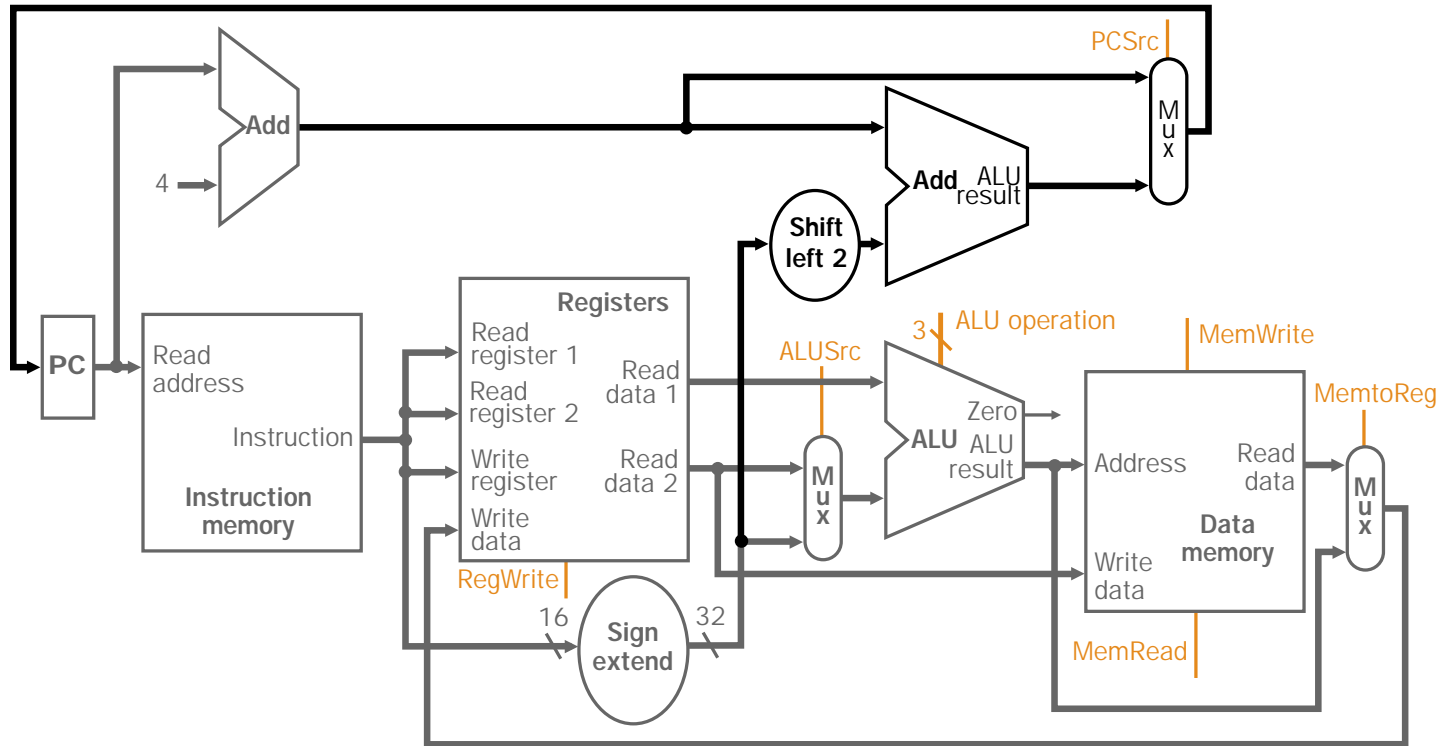 PCSrc
M
u
x
Add
4
Add
ALU
result
Shift
left 2
Registers
Read
register 1
Read
register 2
Write
register
Write
data
Read
data 1
Read
data 2
RegWrite
PC
Read
address
Instruction
Instruction
memory
16
Sign
extend
32
ALUSrc
M
u
x
3
ALU operation
Zero
ALU
ALU
result
MemWrite
Address
Read
data
Data
memory
Write
data
MemRead
MemtoReg
M
u
x